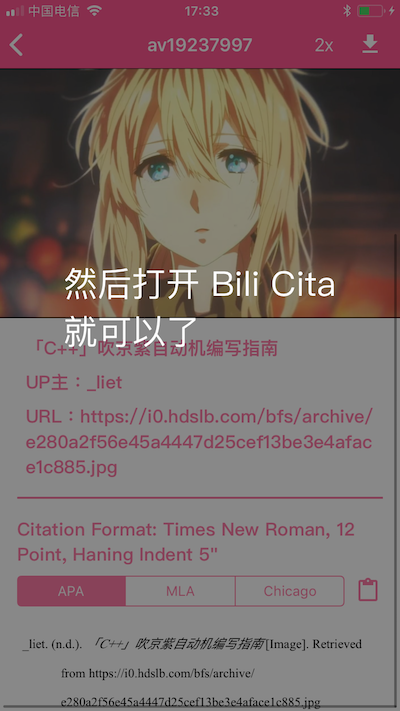 中国电信 17:33
av19237997 2x
然后打开 Bili Cita
就可以了
「C++」吹京紫自动机编写指南
UP主：_liet
URL：https://i0.hdslb.com/bfs/archive/
e280a2f56e45a4447d25cef13be3e4aface
e1c885.jpg
Citation Format: Times New Roman, 12
Point, Haning Indent 5"
APA MLA Chicago
_liet. (n.d.). 「C++」吹京紫自动机编写指南 [Image]. Retrieved
from https://i0.hdslb.com/bfs/archive/
e280a2f56e45a4447d25cef13be3e4aface1c885.jpg